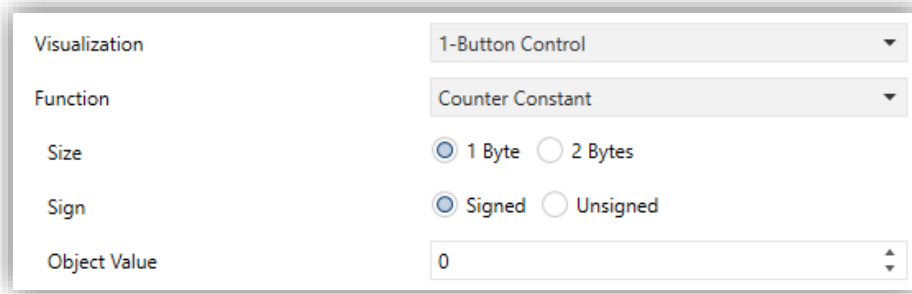 Visualization 1-Button Control
Function Counter Constant
Size 1 Byte 2 Bytes
Sign Signed Unsigned
Object Value 0